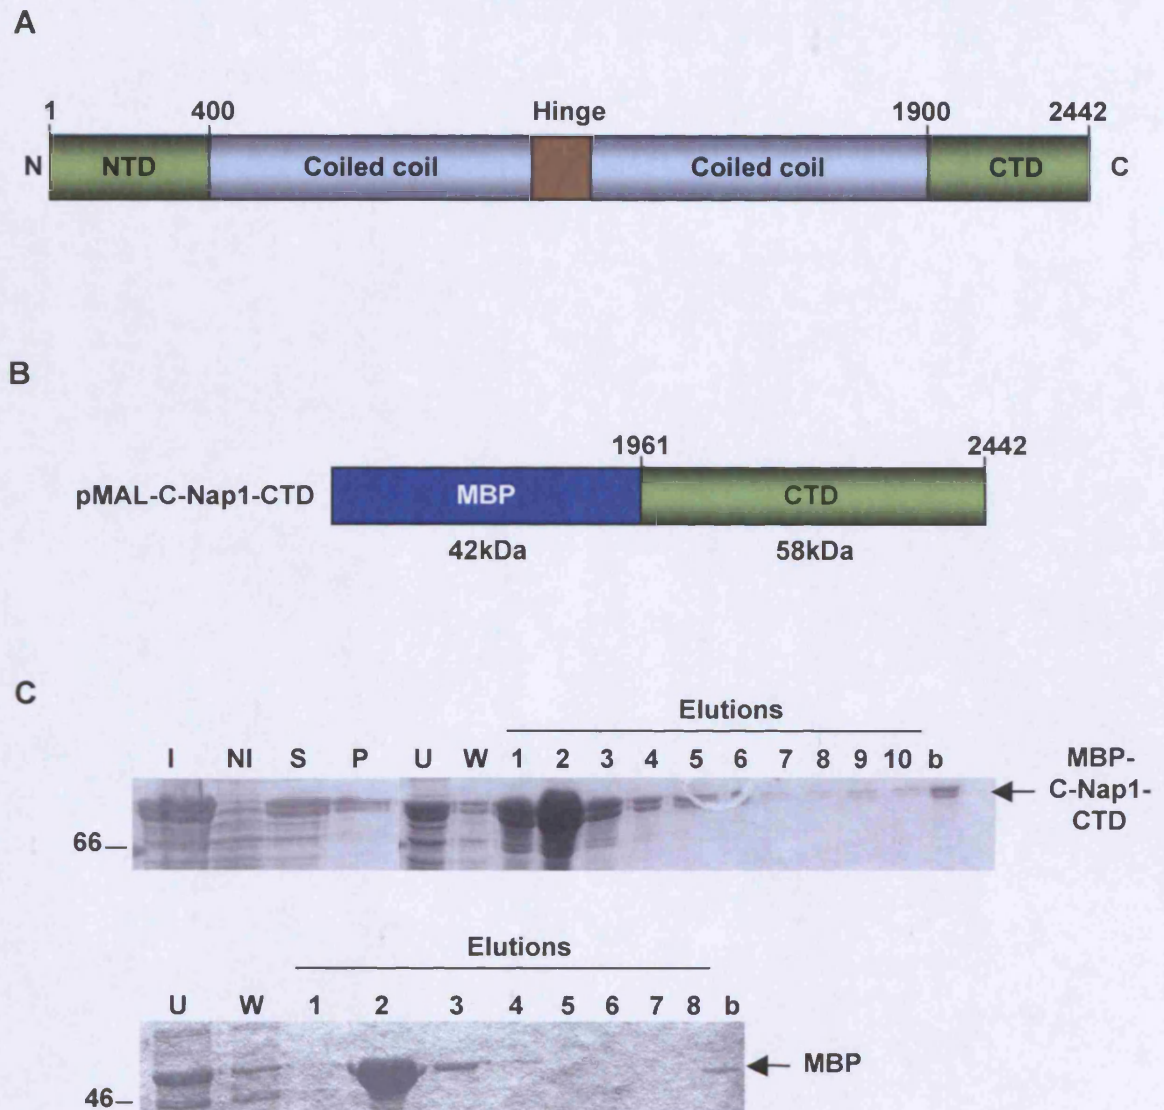 A
1 400 Hinge 1900 2442
N NTD Coiled coil Coiled coil CTD C
B
1961 2442
pMAL-C-Nap1-CTD MBP CTD
42kDa 58kDa
C
Elutions
I NI S P U W 1 2 3 4 5 6 7 8 9 10 b
MBP-
C-Nap1-
CTD
66
Elutions
U W 1 2 3 4 5 6 7 8 b
MBP
46